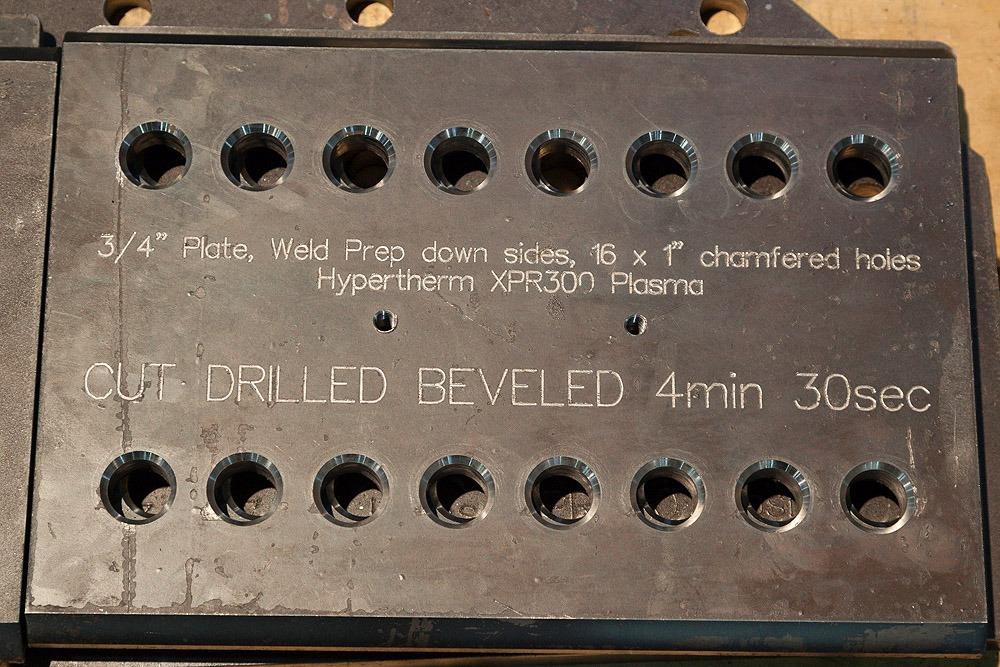 3/4” Plate, Weld Prep down sides, 16 x 1” chamfered holes
Hypertherm XPR300 Plasma
CUT DRILLED BEVELED 4min 30sec